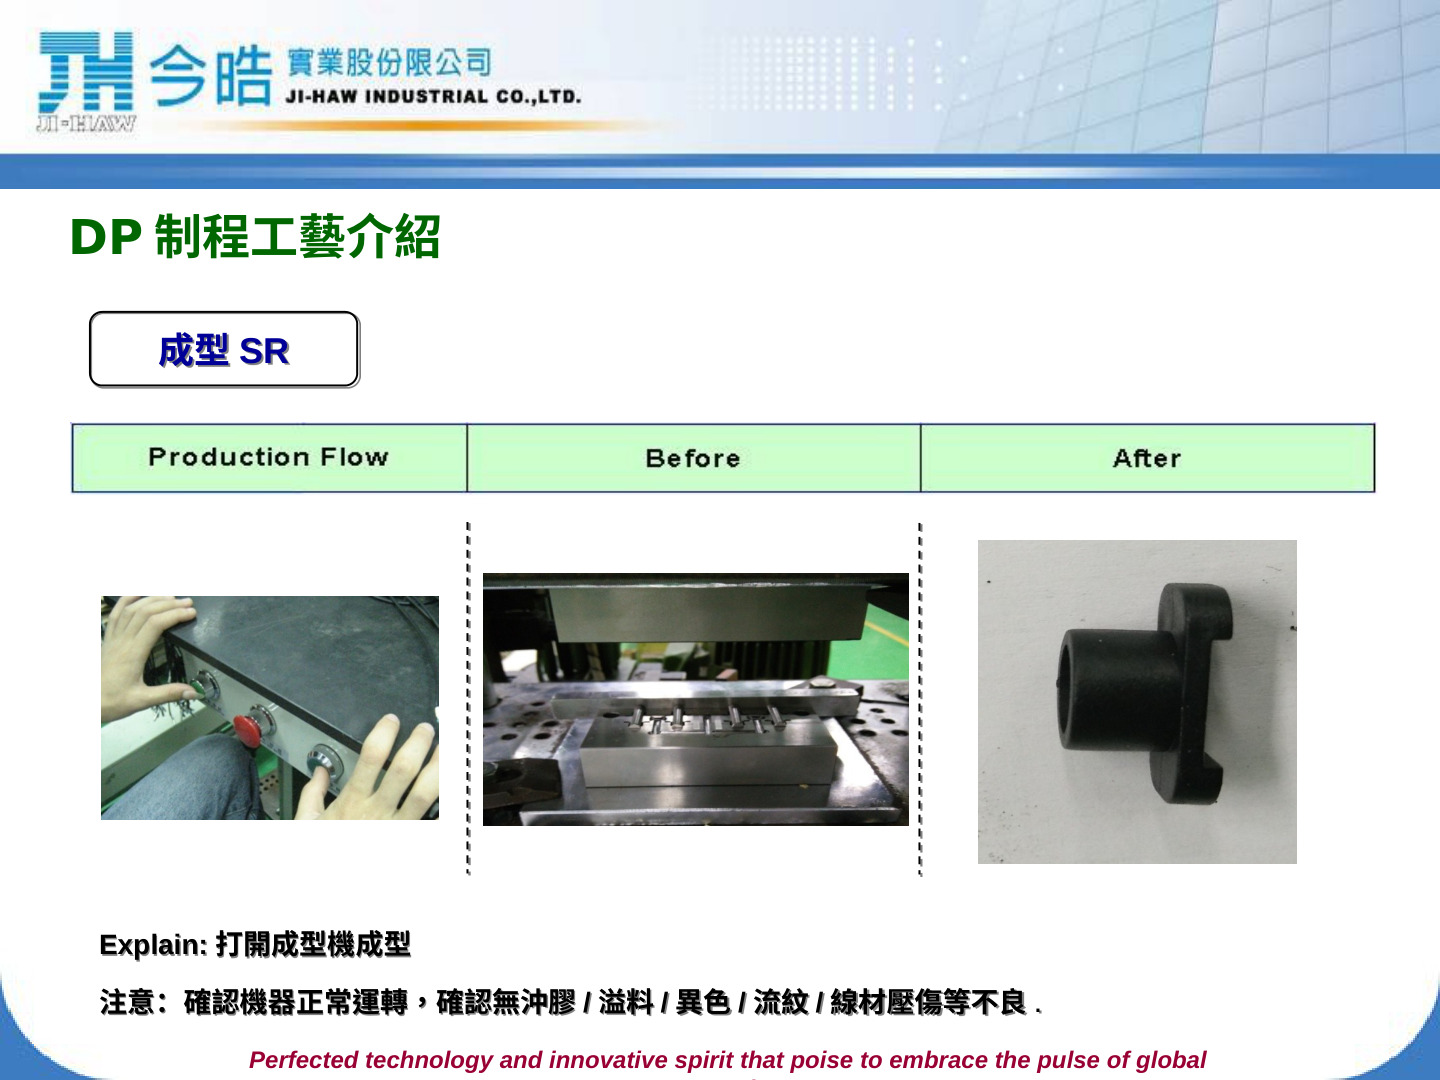 今皓 實業股份限公司
JI-HAW INDUSTRIAL CO.,LTD.
JI-HAW
DP 制程工藝介紹
成型 SR
Production Flow Before After
Explain: 打開成型機成型
注意：確認機器正常運轉，確認無沖膠 / 溢料 / 異色 / 流紋 / 線材壓傷等不良 .
Perfected technology and innovative spirit that poise to embrace the pulse of global